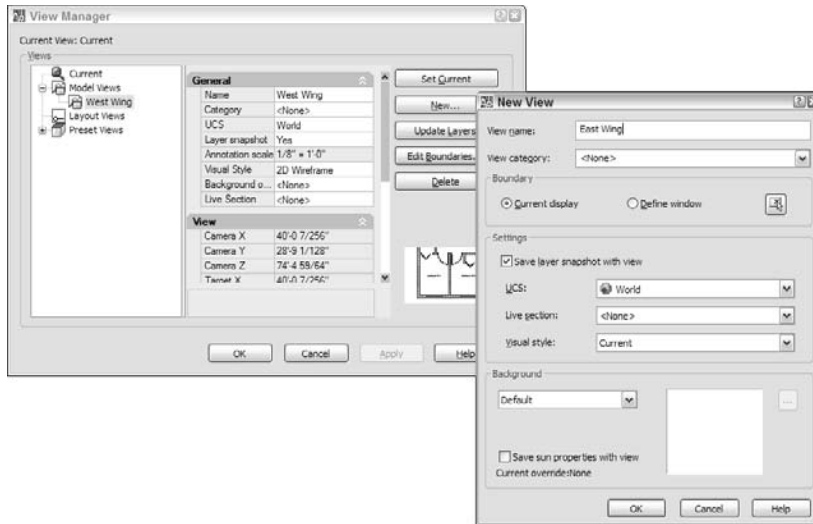 View Manager
Current View: Current
Views
Current
Model Views
West Wing
Layout Views
Preset Views
General
Name West Wing
Category <None>
UCS World
Layer snapshot Yes
Annotation scale 1/8" = 1'-0"
Visual Style 2D Wireframe
Background o... <None>
Live Section <None>
View
Camera X 40'-0 7/256"
Camera Y 28'-9 1/128"
Camera Z 74'-4 59/64"
Target X 40'-0 7/256"
Set Current
New...
Update Layers
Edit Boundaries.
Delete
OK Cancel Apply Help
New View
View name: East Wing
View category: <None>
Boundary
Current display Define window
Settings
Save layer snapshot with view
UCS: World
Live section: <None>
Visual style: Current
Background
Default
...
Save sun properties with view
Current override:None
OK Cancel Help